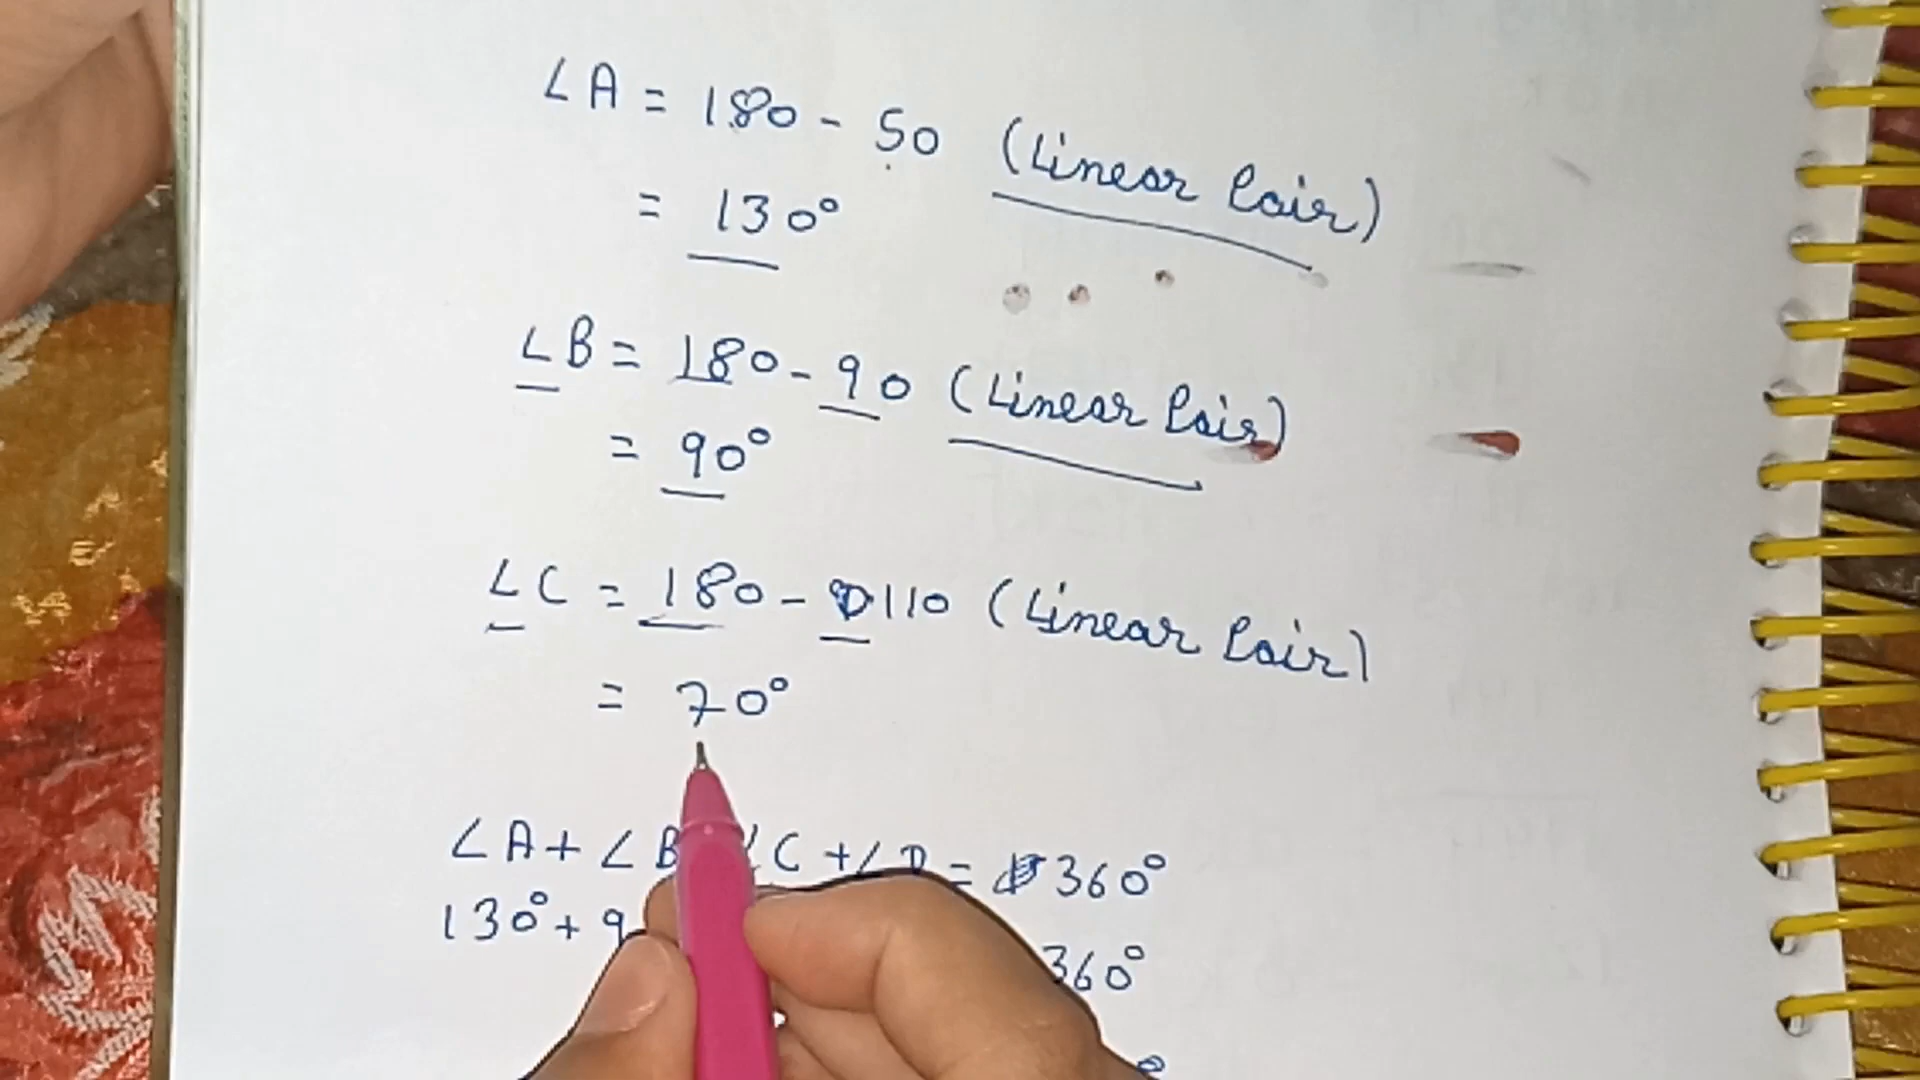 ∠A = 180 - 50 (Linear Pair)
= 130°
∠B = 180 - 90 (Linear Pair)
= 90°
∠C = 180 - 110 (Linear Pair)
= 70°
∠A + ∠B ∠C + ∠D = 360°
130° + 9 360°